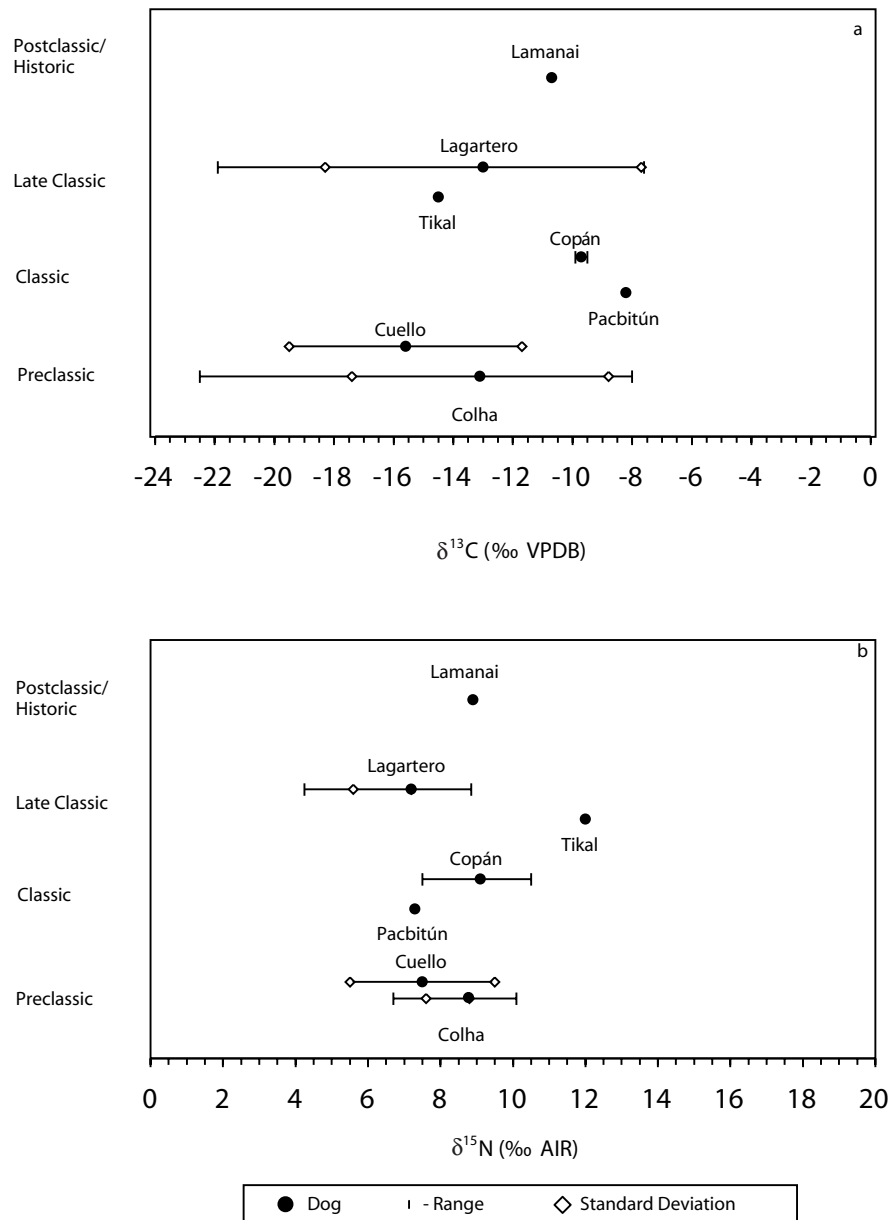 a
Postclassic/
Historic
Lamanai
Lagartero
Late Classic
Tikal
Copán
Classic
Pacbitún
Cuello
Preclassic
Colha
-24 -22 -20 -18 -16 -14 -12 -10 -8 -6 -4 -2 0
δ¹³C (‰ VPDB)
b
Postclassic/
Historic
Lamanai
Lagartero
Late Classic
Tikal
Copán
Classic
Pacbitún
Cuello
Preclassic
Colha
0 2 4 6 8 10 12 14 16 18 20
δ¹⁵N (‰ AIR)
Dog - Range Standard Deviation